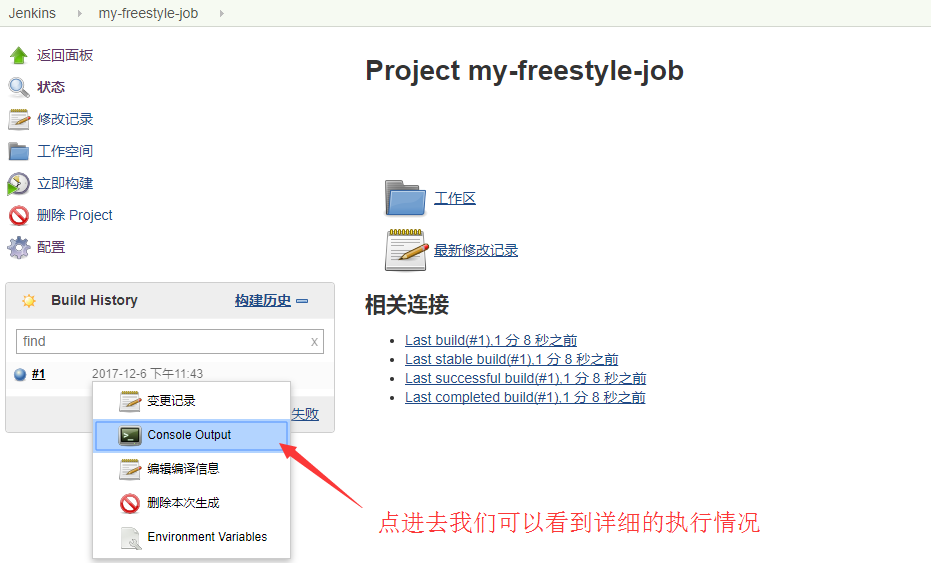 Jenkins my-freestyle-job
返回面板
状态
修改记录
工作空间
立即构建
删除 Project
配置
Build History 构建历史
find x
#1 2017-12-6 下午11:43
失败
变更记录
Console Output
编辑编译信息
删除本次生成
Environment Variables
Project my-freestyle-job
工作区
最新修改记录
相关连接
Last build(#1),1 分 8 秒之前
Last stable build(#1),1 分 8 秒之前
Last successful build(#1),1 分 8 秒之前
Last completed build(#1),1 分 8 秒之前
点进去我们可以看到详细的执行情况